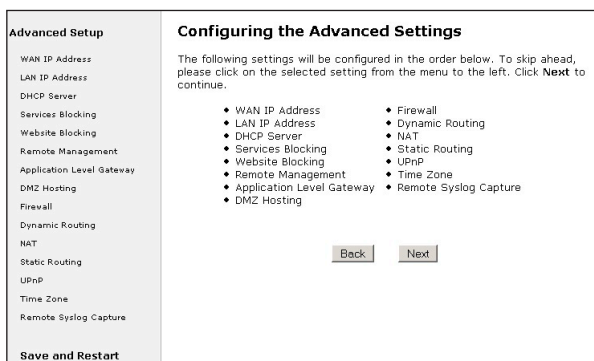 Advanced Setup
WAN IP Address
LAN IP Address
DHCP Server
Services Blocking
Website Blocking
Remote Management
Application Level Gateway
DMZ Hosting
Firewall
Dynamic Routing
NAT
Static Routing
UPnP
Time Zone
Remote Syslog Capture
Save and Restart
Configuring the Advanced Settings
The following settings will be configured in the order below. To skip ahead,
please click on the selected setting from the menu to the left. Click Next to
continue.
• WAN IP Address
• LAN IP Address
• DHCP Server
• Services Blocking
• Website Blocking
• Remote Management
• Application Level Gateway
• DMZ Hosting
• Firewall
• Dynamic Routing
• NAT
• Static Routing
• UPnP
• Time Zone
• Remote Syslog Capture
Back Next